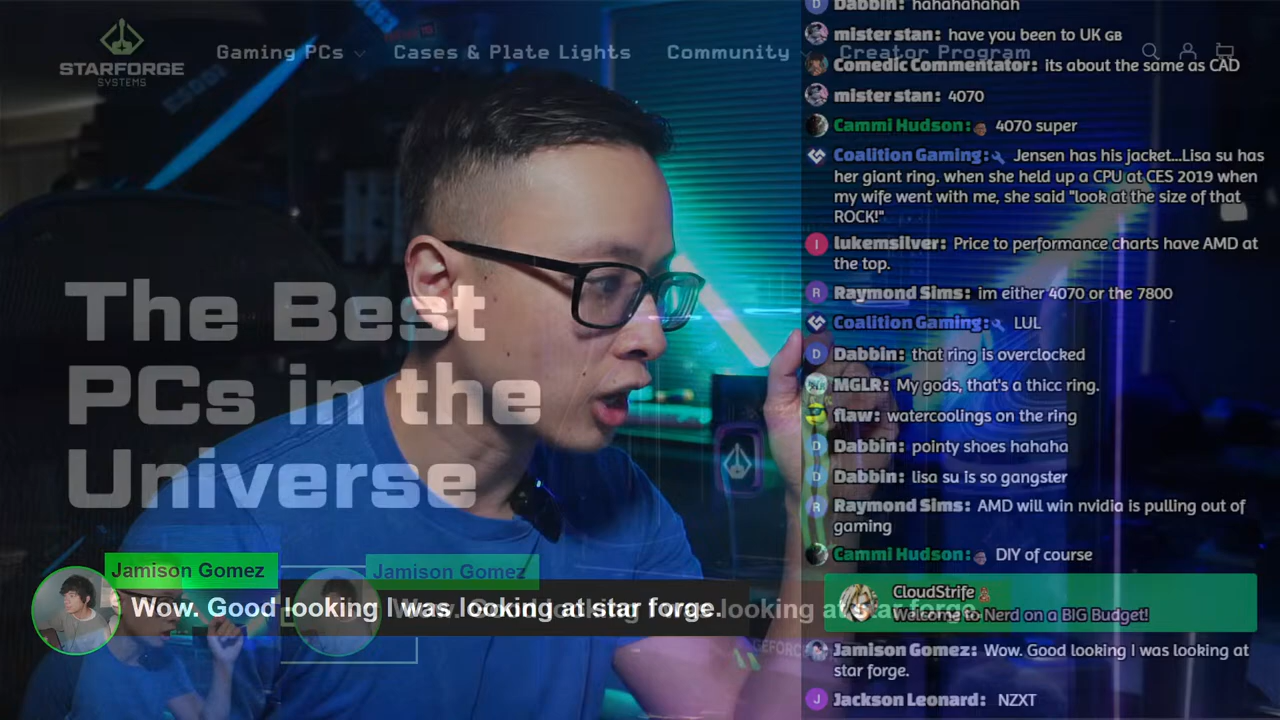 STARFORGE
SYSTEMS
Gaming PCs
Cases & Plate Lights
Community
Creator Program
The Best
PCs in the
Universe
Jamison Gomez
Wow. Good looking I was looking at star forge.
Jamison Gomez
Wow. Good looking I was looking at star forge.
GEFORCE
Dabbin: hahahahahah
mister stan: have you been to UK GB
Comedic Commentator: its about the same as CAD
mister stan: 4070
Cammi Hudson: 4070 super
Coalition Gaming: Jensen has his jacket...Lisa su has
her giant ring. when she held up a CPU at CES 2019 when
my wife went with me, she said "look at the size of that
ROCK!"
lukemsilver: Price to performance charts have AMD at
the top.
Raymond Sims: im either 4070 or the 7800
Coalition Gaming: LUL
Dabbin: that ring is overclocked
MGLR: My gods, that's a thicc ring.
flaw: watercoolings on the ring
Dabbin: pointy shoes hahaha
Dabbin: lisa su is so gangster
Raymond Sims: AMD will win nvidia is pulling out of
gaming
Cammi Hudson: DIY of course
CloudStrife
Welcome to Nerd on a BIG Budget!
Jamison Gomez: Wow. Good looking I was looking at
star forge.
Jackson Leonard: NZXT